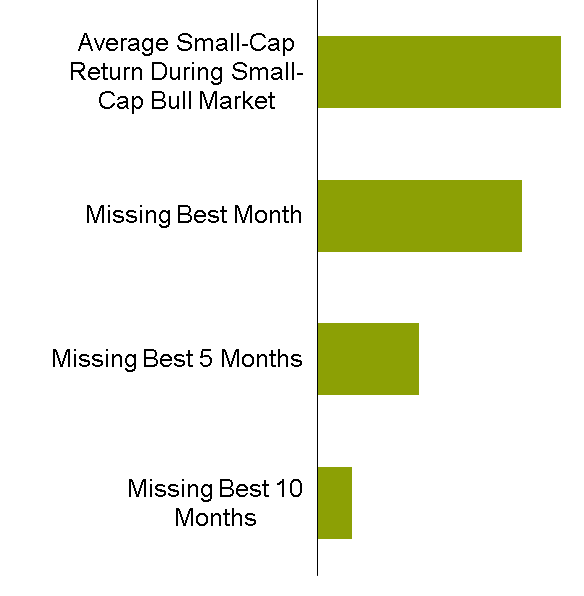 Average Small-Cap
Return During Small-
Cap Bull Market
Missing Best Month
Missing Best 5 Months
Missing Best 10
Months